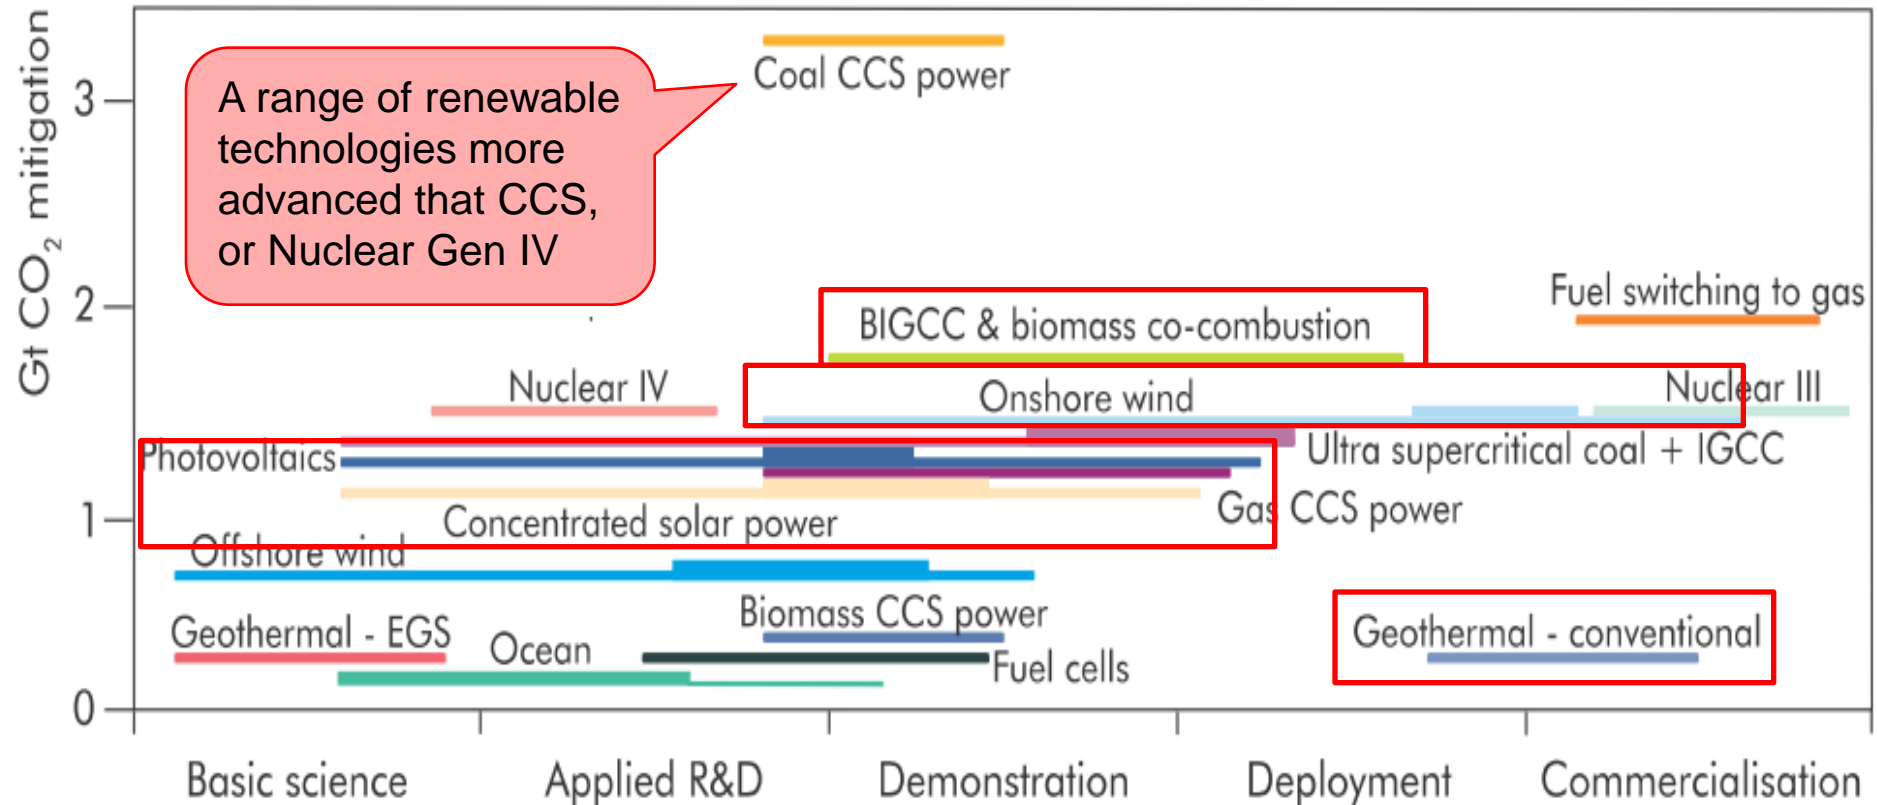 Gt CO₂ mitigation
3
2
1
0
A range of renewable
technologies more
advanced that CCS,
or Nuclear Gen IV
Coal CCS power
Fuel switching to gas
BIGCC & biomass co-combustion
Nuclear IV
Onshore wind
Nuclear III
Photovoltaics
Ultra supercritical coal + IGCC
Gas CCS power
Concentrated solar power
Offshore wind
Biomass CCS power
Geothermal - EGS
Ocean
Fuel cells
Geothermal - conventional
Basic science
Applied R&D
Demonstration
Deployment
Commercialisation